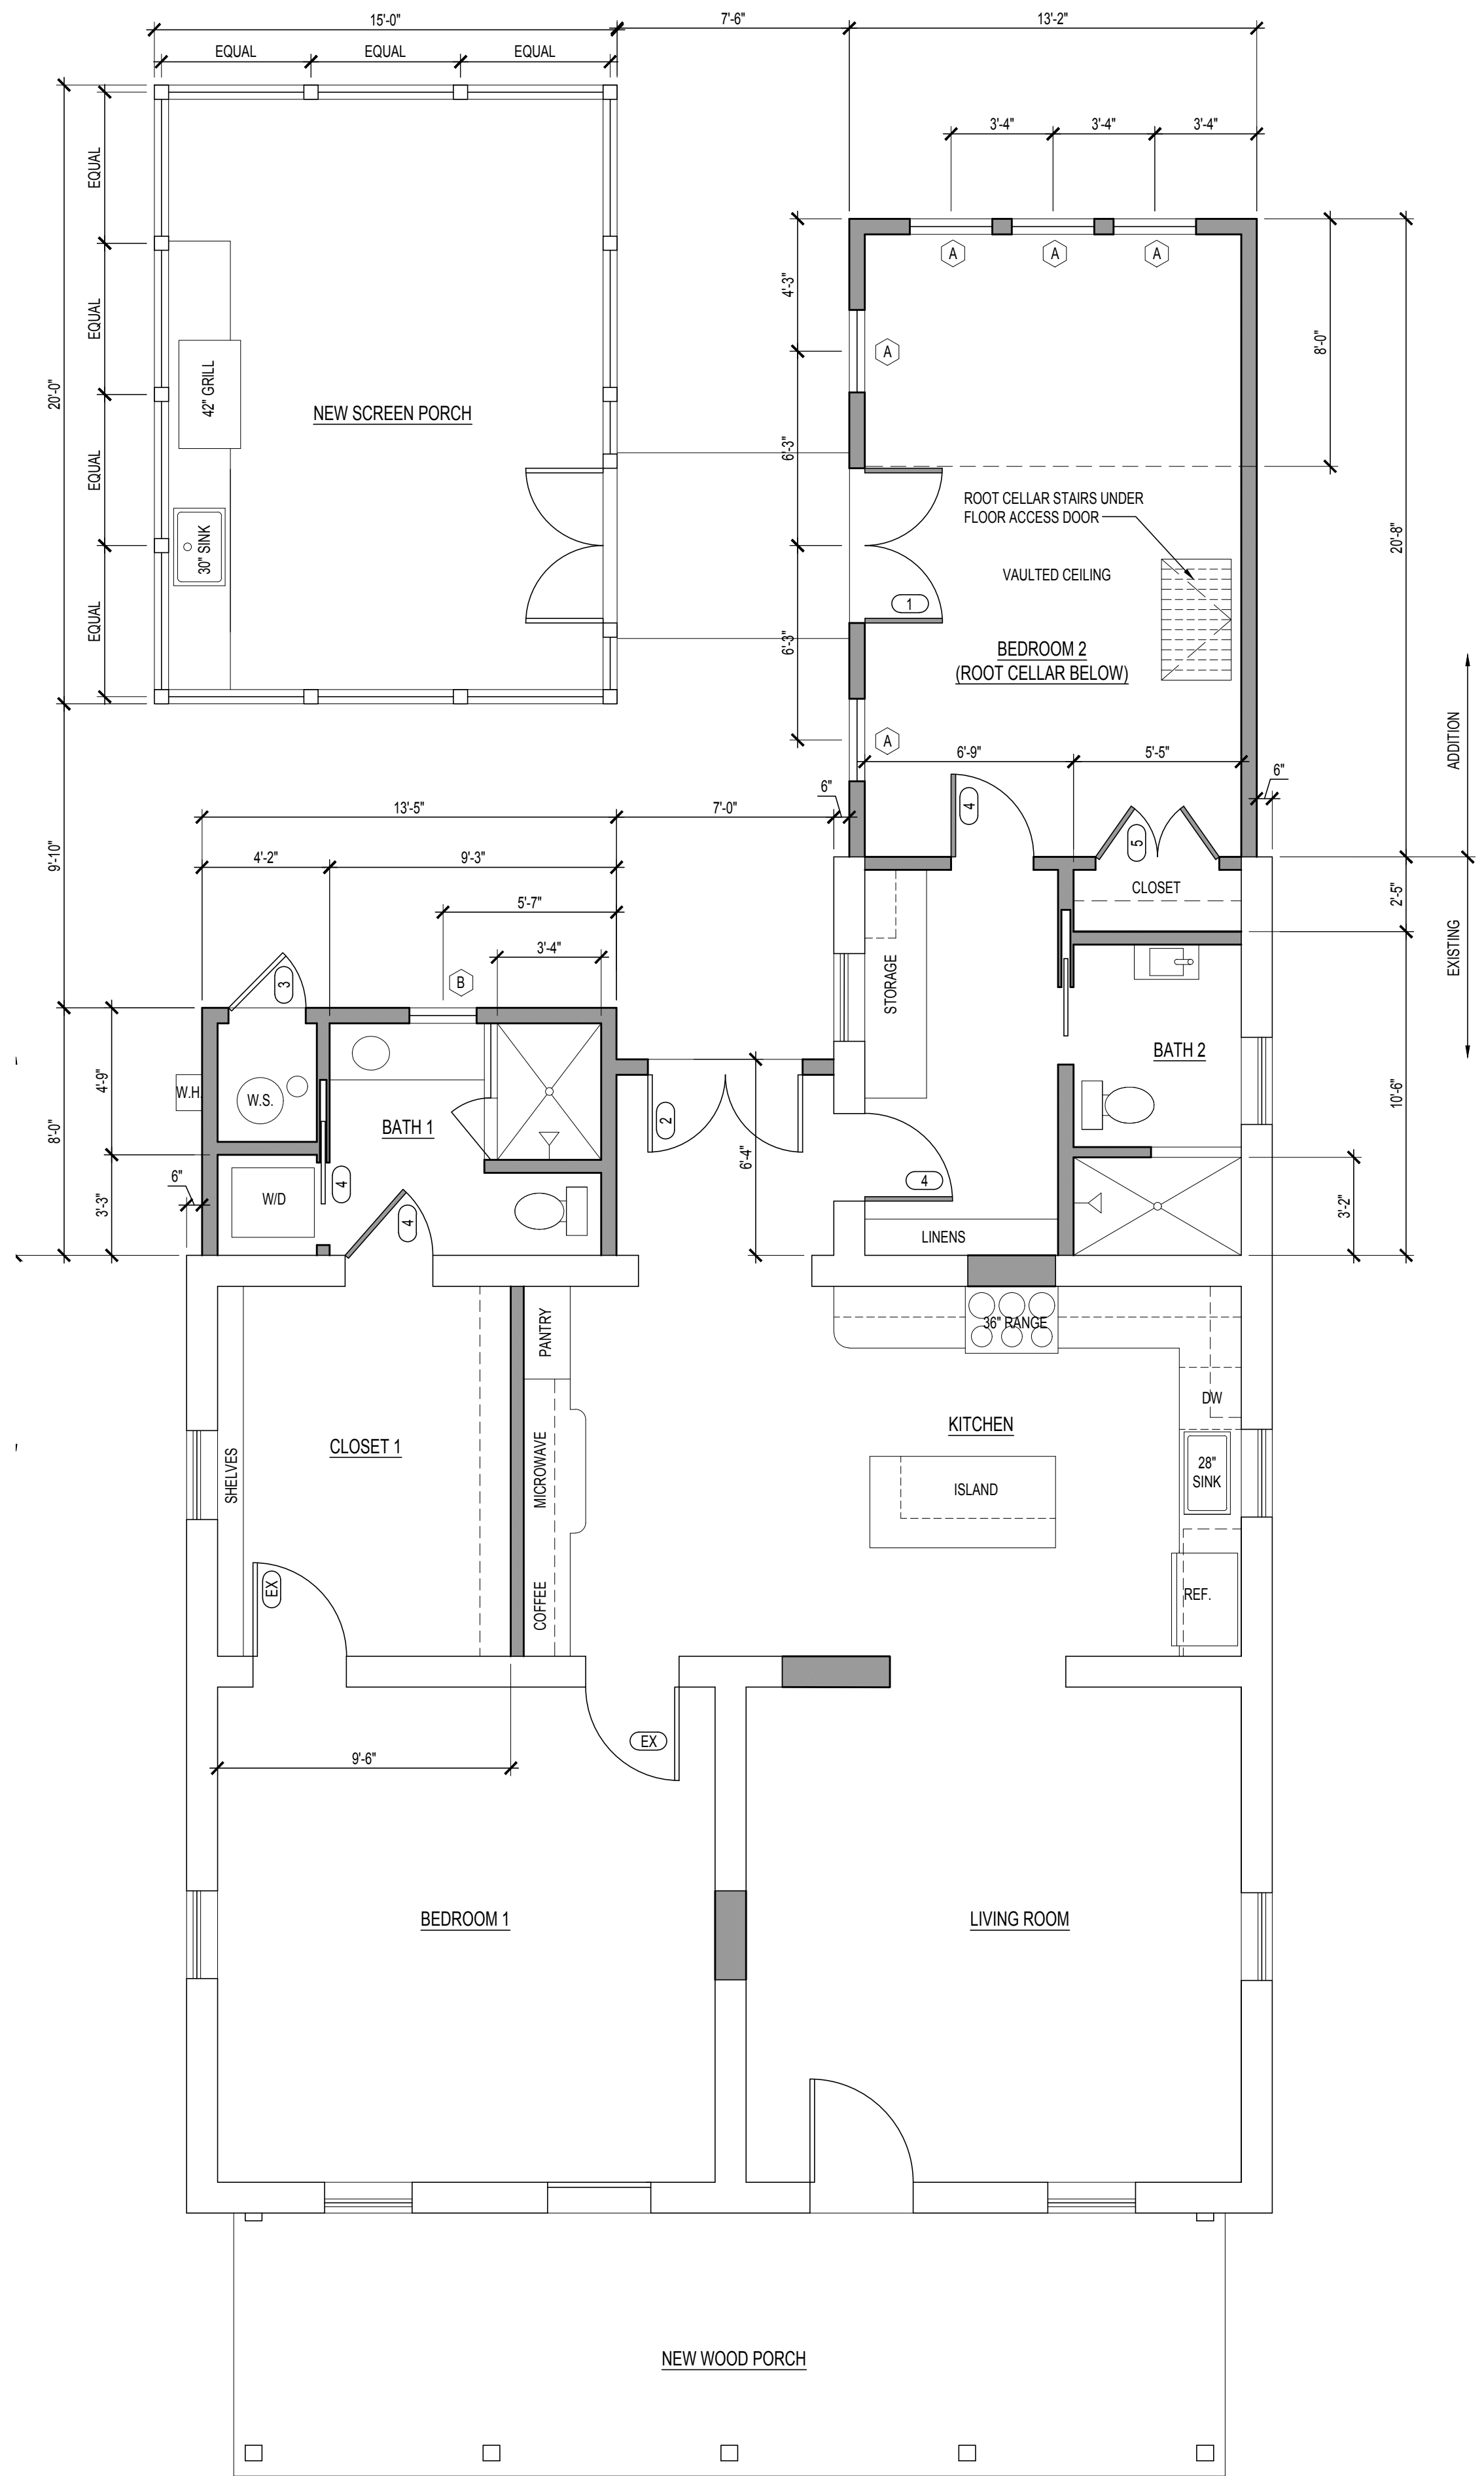 15'-0"
7'-6"
13'-2"
EQUAL
EQUAL
EQUAL
3'-4"
3'-4"
3'-4"
EQUAL
EQUAL
EQUAL
EQUAL
20'-0"
42" GRILL
30" SINK
NEW SCREEN PORCH
A
A
A
4'-3"
A
8'-0"
6'-3"
ROOT CELLAR STAIRS UNDER
FLOOR ACCESS DOOR
20'-8"
VAULTED CEILING
1
6'-3"
BEDROOM 2
(ROOT CELLAR BELOW)
A
ADDITION
6'-9"
5'-5"
6"
6"
13'-5"
7'-0"
4
5
9'-10"
4'-2"
9'-3"
CLOSET
2'-5"
5'-7"
EXISTING
3'-4"
B
3
STORAGE
BATH 2
4'-9"
W.H.
W.S.
8'-0"
BATH 1
2
10'-6"
6'-4"
6"
3'-3"
W/D
4
4
4
3'-2"
LINENS
PANTRY
36" RANGE
DW
KITCHEN
CLOSET 1
SHELVES
MICROWAVE
28"
SINK
ISLAND
EX
COFFEE
REF.
EX
9'-6"
BEDROOM 1
LIVING ROOM
NEW WOOD PORCH